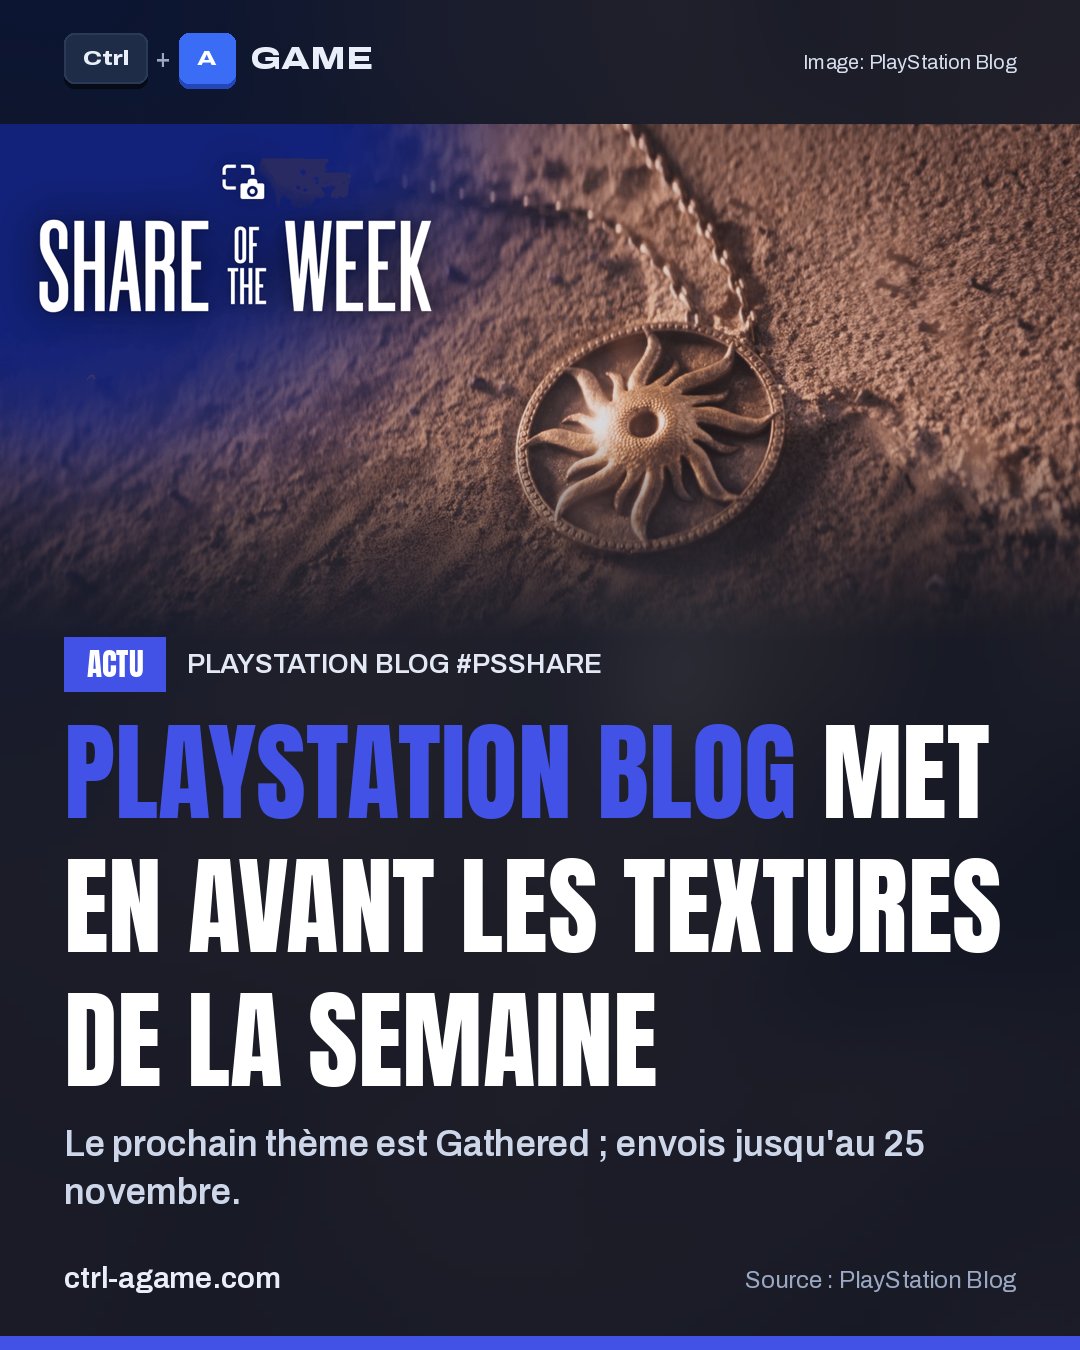 Ctrl + A GAME
Image: PlayStation Blog
SHARE OF THE WEEK
ACTU PLAYSTATION BLOG #PSSHARE
PLAYSTATION BLOG MET
EN AVANT LES TEXTURES
DE LA SEMAINE
Le prochain thème est Gathered ; envois jusqu'au 25
novembre.
ctrl-agame.com
Source : PlayStation Blog